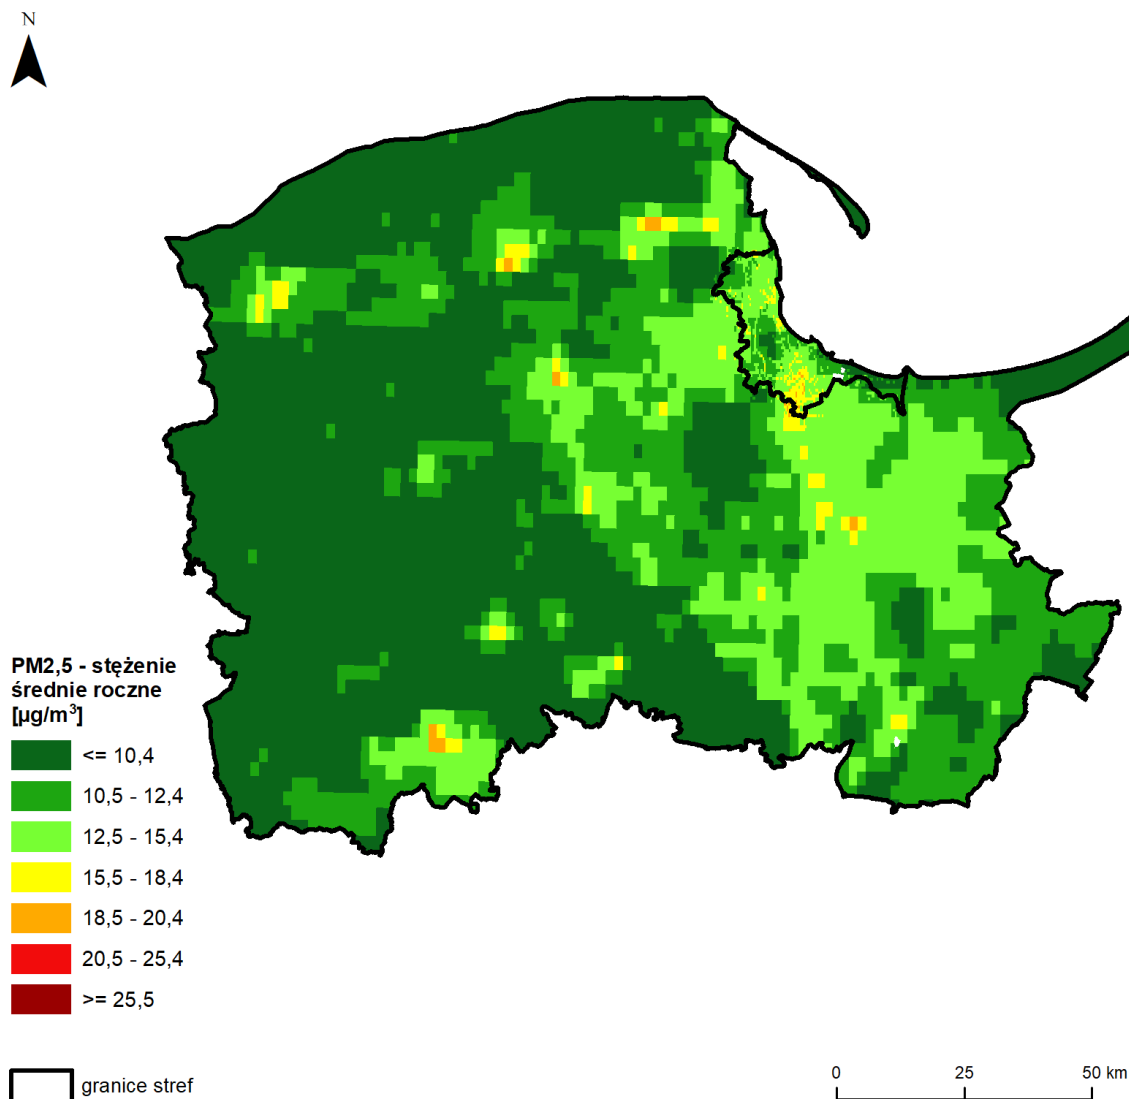 N
PM2,5 - stężenie
średnie roczne
[µg/m³]
<= 10,4
10,5 - 12,4
12,5 - 15,4
15,5 - 18,4
18,5 - 20,4
20,5 - 25,4
>= 25,5
granice stref
0 25 50 km